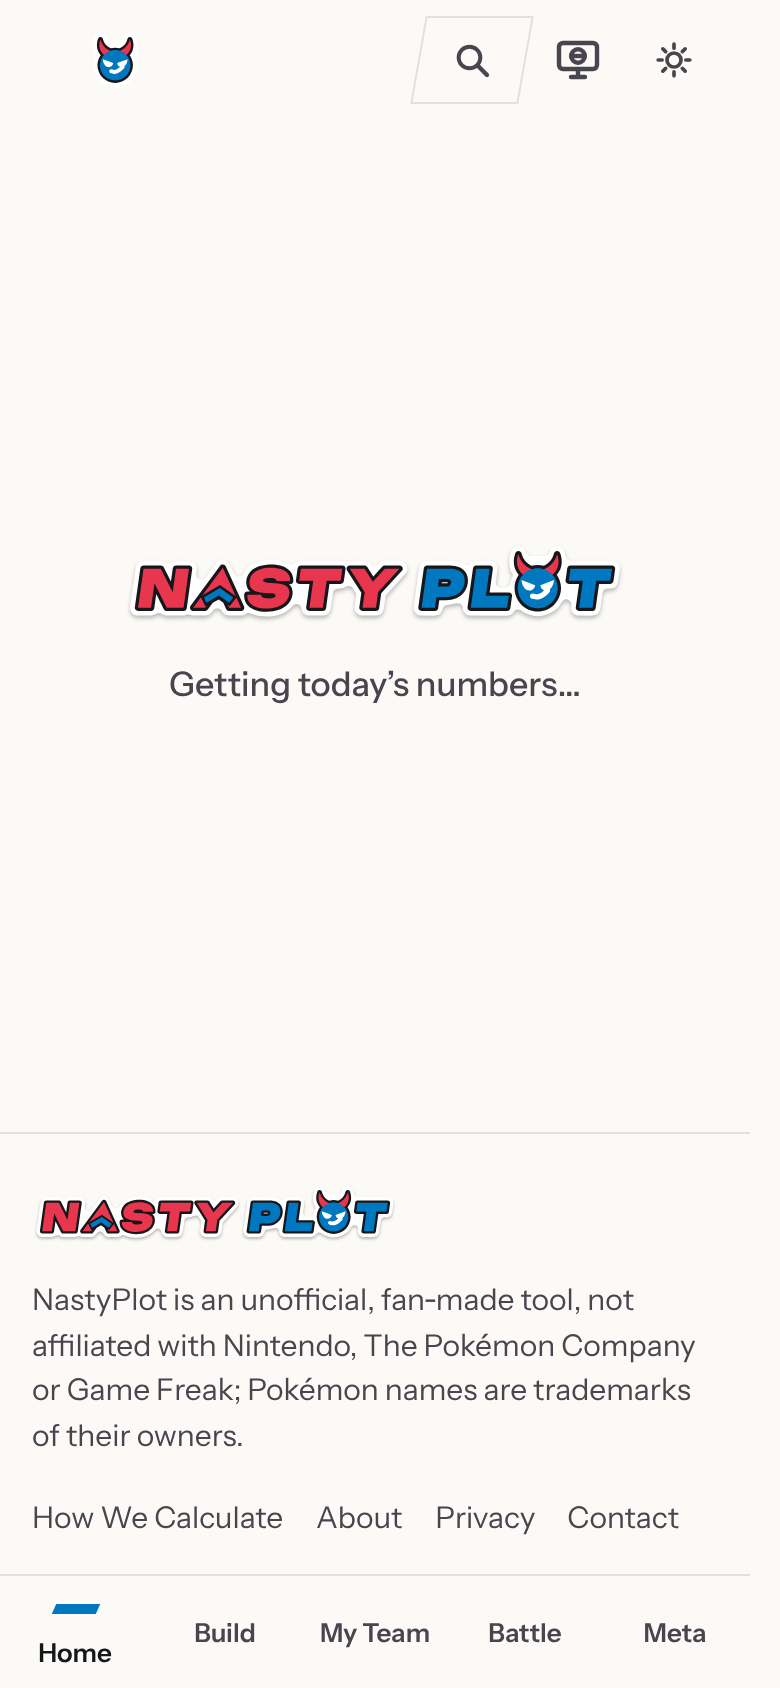 NASTY PLOT
Getting today’s numbers...
NASTY PLOT
NastyPlot is an unofficial, fan-made tool, not
affiliated with Nintendo, The Pokémon Company
or Game Freak; Pokémon names are trademarks
of their owners.
How We Calculate About Privacy Contact
Home Build My Team Battle Meta